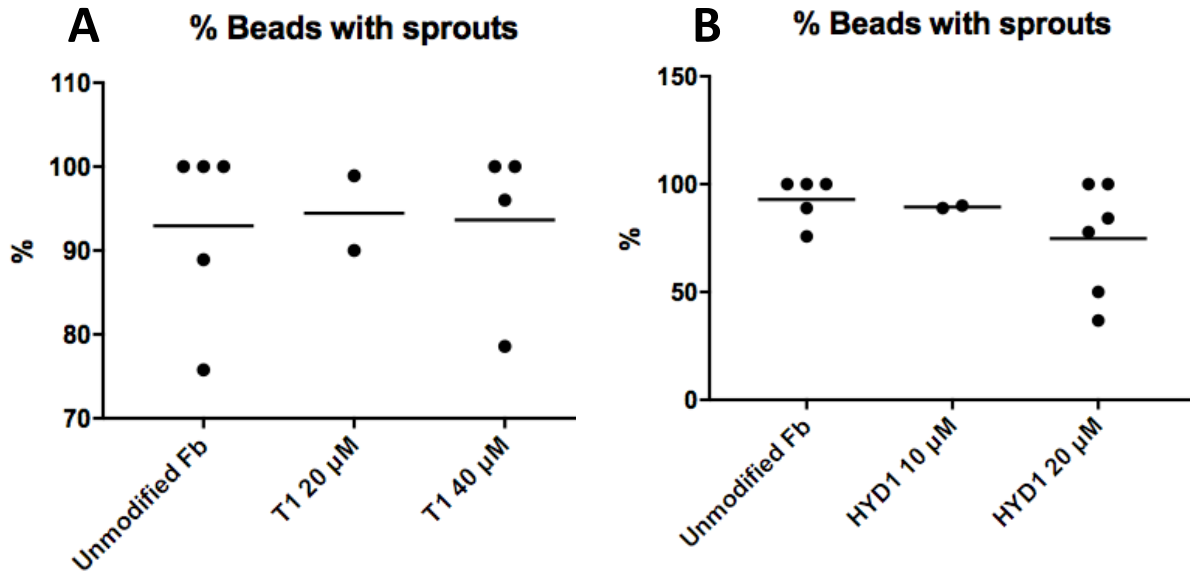 A
% Beads with sprouts
110
100
90
80
70
%
Unmodified Fb
T1 20 µM
T1 40 µM
B
% Beads with sprouts
150
100
50
0
%
Unmodified Fb
HYD1 10 µM
HYD1 20 µM